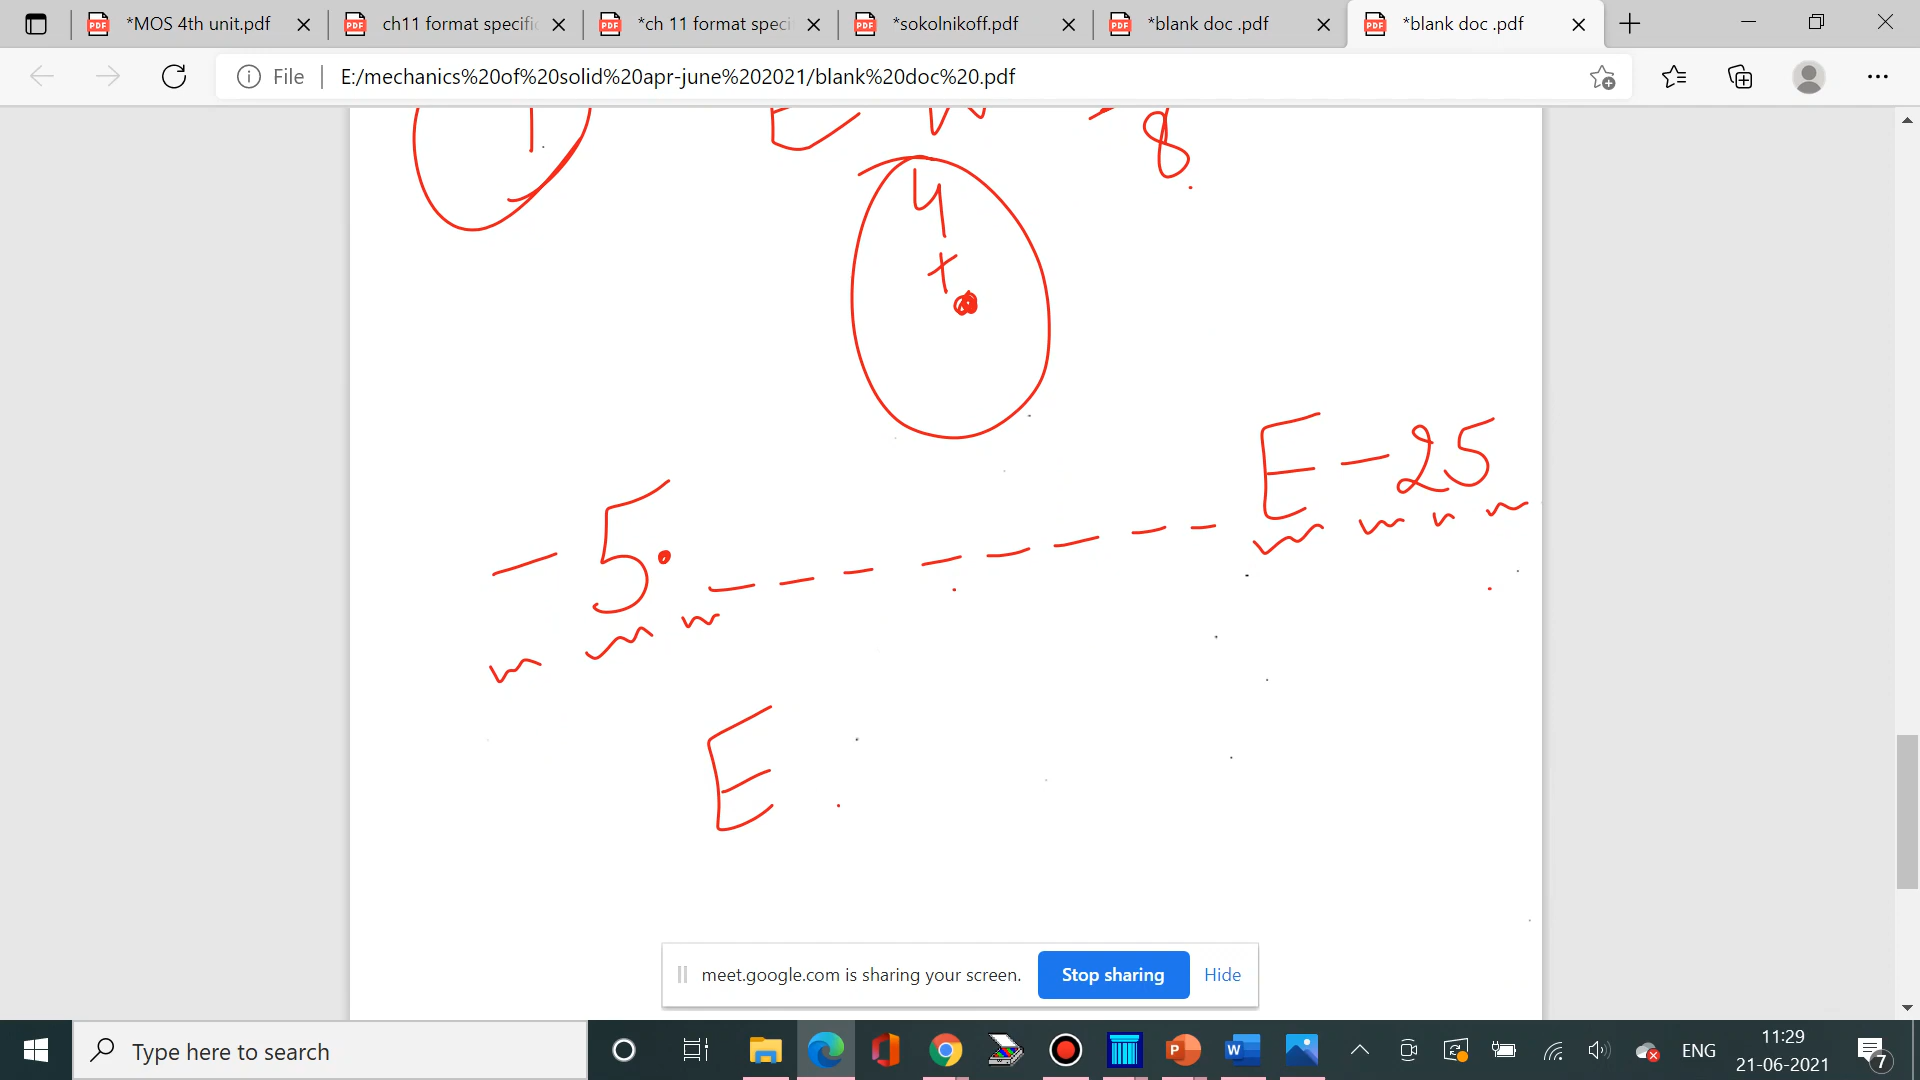 *MOS 4th unit.pdf
ch11 format specific
*ch 11 format speci
*sokolnikoff.pdf
*blank doc .pdf
*blank doc .pdf
File
E:/mechanics%20of%20solid%20apr-june%202021/blank%20doc%20.pdf
8
4
+
E - 25
- 5. - - - - - - - -
E
meet.google.com is sharing your screen.
Stop sharing
Hide
Type here to search
ENG
11:29
21-06-2021
7